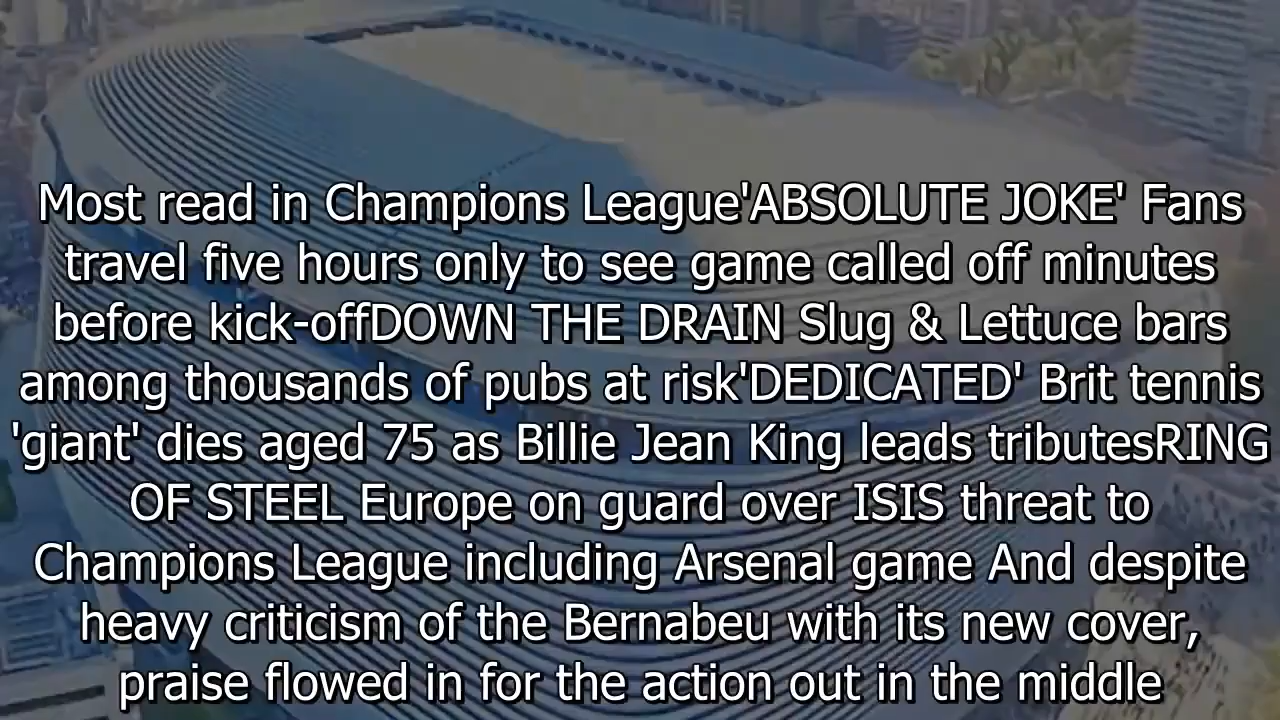 Most read in Champions League'ABSOLUTE JOKE' Fans
travel five hours only to see game called off minutes
before kick-offDOWN THE DRAIN Slug & Lettuce bars
among thousands of pubs at risk'DEDICATED' Brit tennis
'giant' dies aged 75 as Billie Jean King leads tributesRING
OF STEEL Europe on guard over ISIS threat to
Champions League including Arsenal game And despite
heavy criticism of the Bernabeu with its new cover,
praise flowed in for the action out in the middle